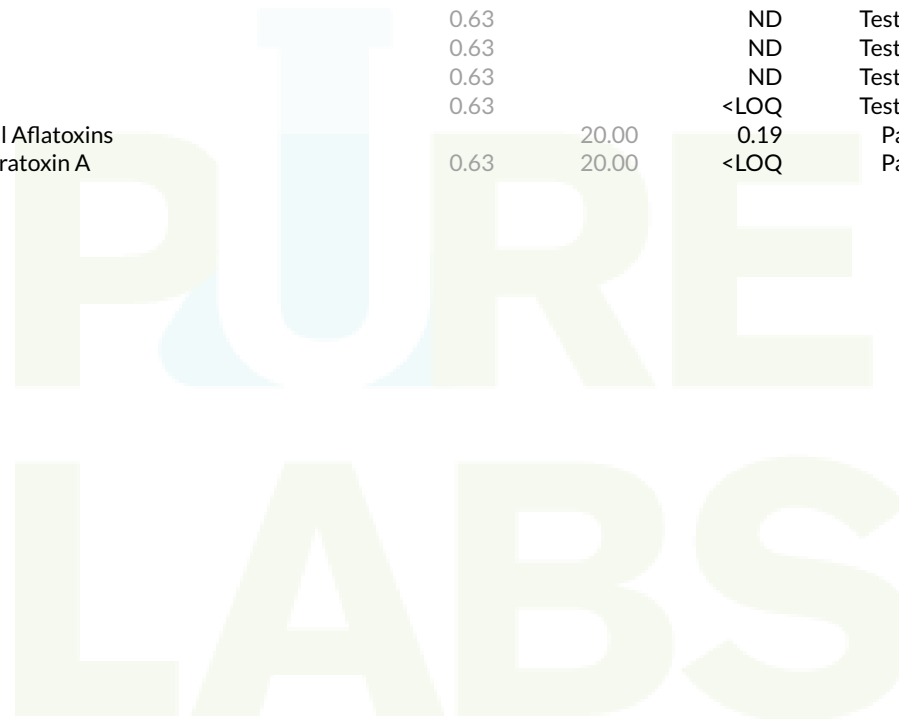 0.63 ND Test
0.63 ND Test
0.63 ND Test
0.63 <LOQ Test
l Aflatoxins 20.00 0.19 Pa
ratoxin A 0.63 20.00 <LOQ Pa
PURE
LABS